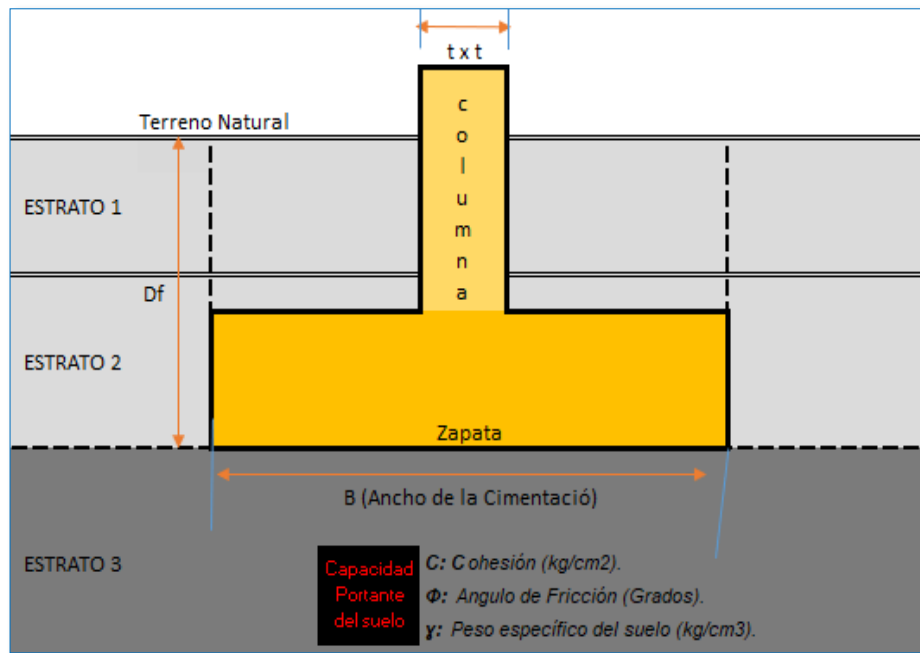 t x t
c
o
l
u
m
n
a
Terreno Natural
ESTRATO 1
Df
ESTRATO 2
Zapata
B (Ancho de la Cimentació)
ESTRATO 3
Capacidad
Portante
del suelo
C: Cohesión (kg/cm2).
Φ: Angulo de Fricción (Grados).
ɣ: Peso específico del suelo (kg/cm3).